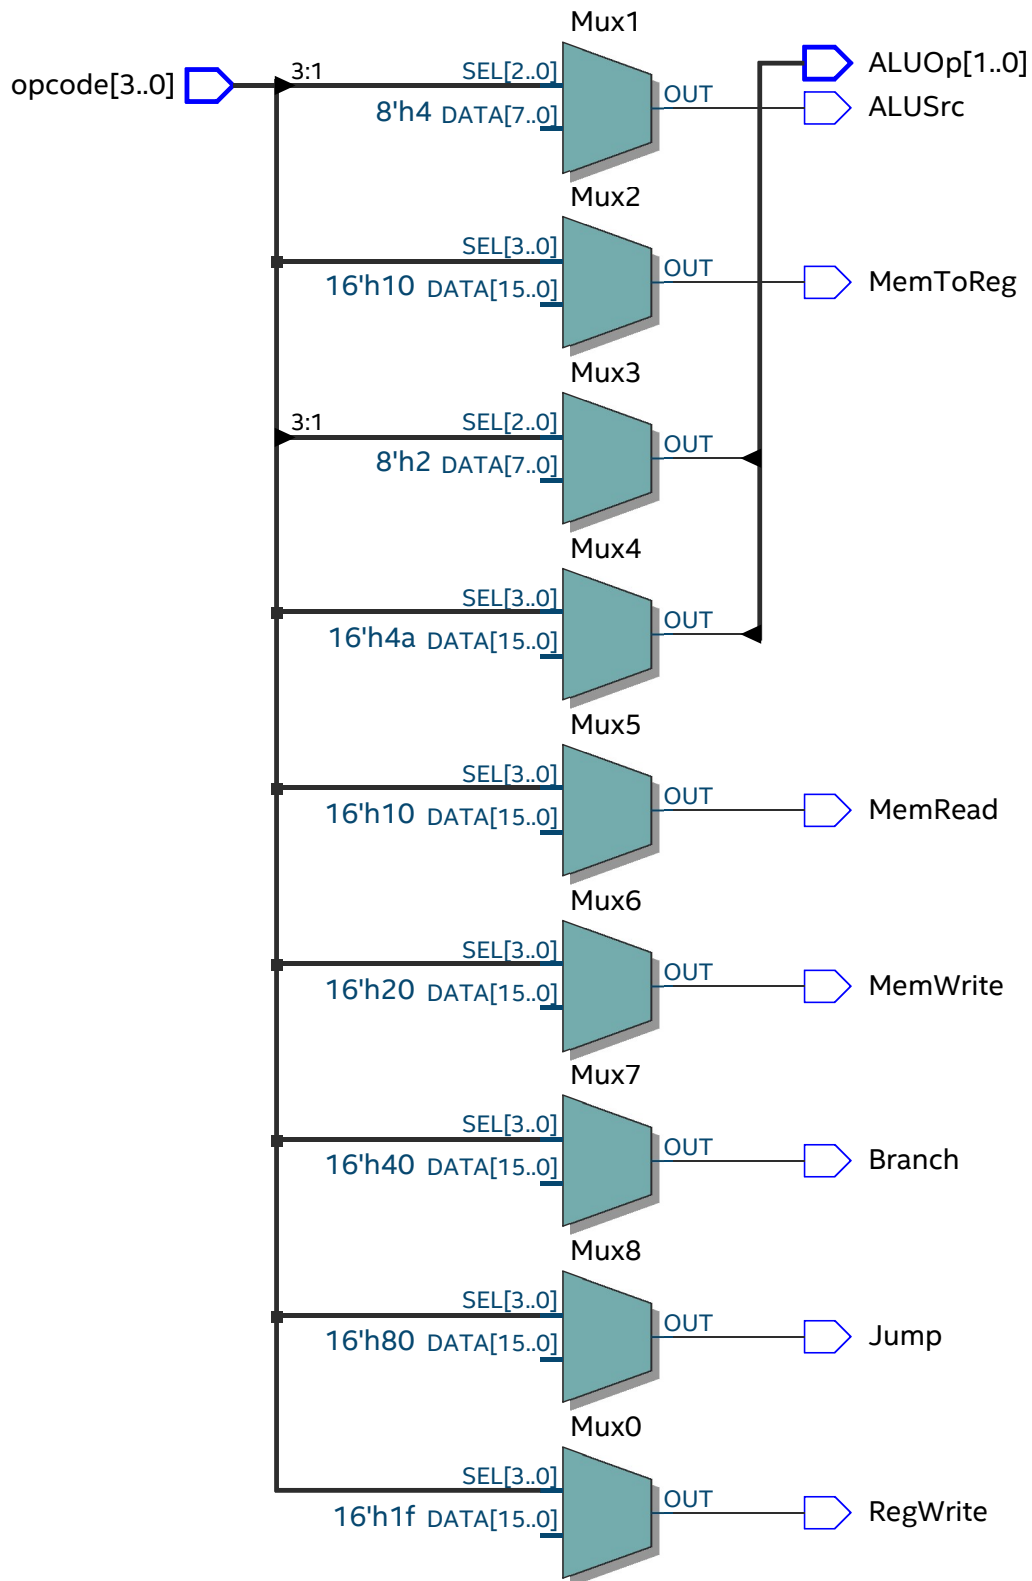 Mux1
opcode[3..0] 3:1 SEL[2..0] ALUOp[1..0]
8'h4 DATA[7..0] OUT ALUSrc
Mux2
SEL[3..0]
16'h10 DATA[15..0] OUT MemToReg
Mux3
3:1 SEL[2..0]
8'h2 DATA[7..0] OUT
Mux4
SEL[3..0]
16'h4a DATA[15..0] OUT
Mux5
SEL[3..0]
16'h10 DATA[15..0] OUT MemRead
Mux6
SEL[3..0]
16'h20 DATA[15..0] OUT MemWrite
Mux7
SEL[3..0]
16'h40 DATA[15..0] OUT Branch
Mux8
SEL[3..0]
16'h80 DATA[15..0] OUT Jump
Mux0
SEL[3..0]
16'h1f DATA[15..0] OUT RegWrite